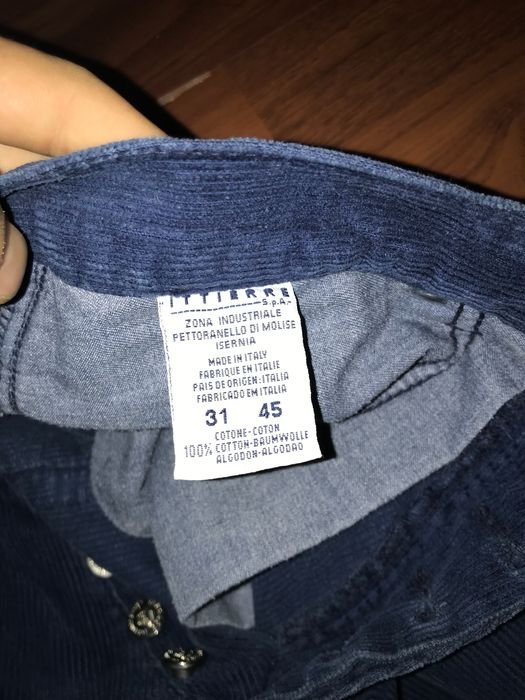 ITTIERRE
S.p.A.
ZONA INDUSTRIALE
PETTORANELLO DI MOLISE
ISERNIA
MADE IN ITALY
FABRIQUE EN ITALIE
PAIS DE ORIGEN: ITALIA
FABRICADO EM ITALIA
31 45
COTONE-COTON
100% COTTON-BAUMWOLLE
ALGODON-ALGODAO